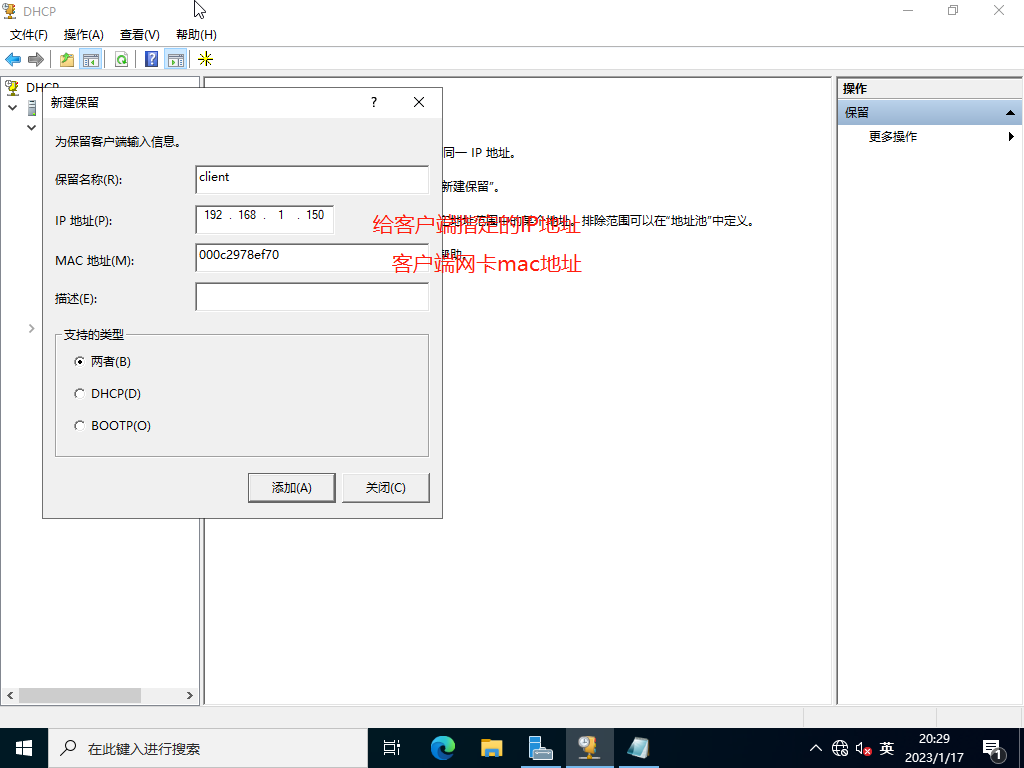 DHCP
文件(F) 操作(A) 查看(V) 帮助(H)
DHCP
新建保留 ?
为保留客户端输入信息。
保留名称(R): client
IP 地址(P): 192 . 168 . 1 . 150
给客户端指定的IP地址
MAC 地址(M): 000c2978ef70
客户端网卡mac地址
描述(E):
支持的类型
两者(B)
DHCP(D)
BOOTP(O)
添加(A) 关闭(C)
同一 IP 地址。
新建保留”。
排除范围可以在“地址池”中定义。
操作
保留
更多操作
在此键入进行搜索
英
20:29
2023/1/17
1